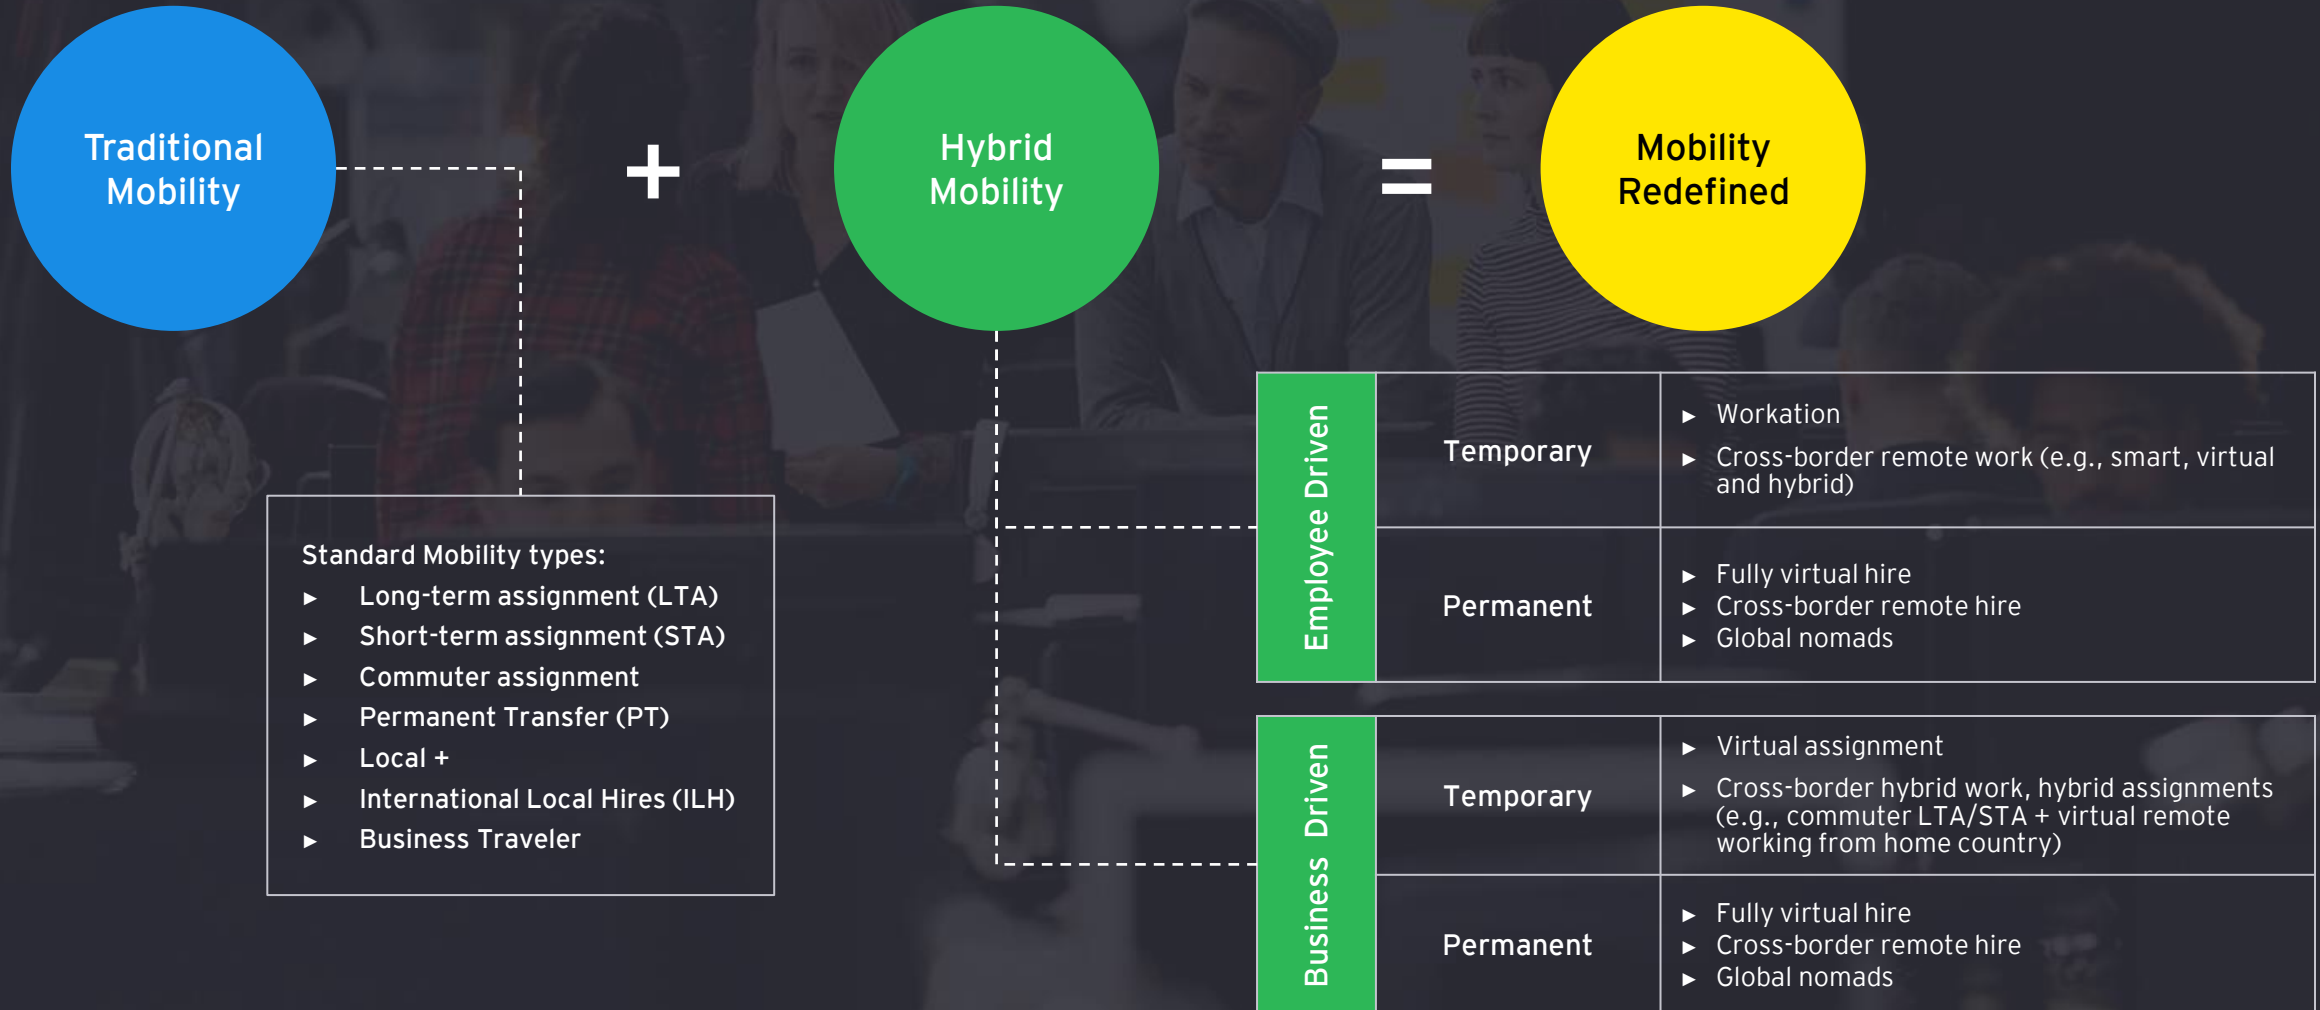 Traditional
Mobility
+
Hybrid
Mobility
=
Mobility
Redefined
Standard Mobility types:
► Long-term assignment (LTA)
► Short-term assignment (STA)
► Commuter assignment
► Permanent Transfer (PT)
► Local +
► International Local Hires (ILH)
► Business Traveler
Employee Driven
Temporary
► Workation
► Cross-border remote work (e.g., smart, virtual
and hybrid)
Permanent
► Fully virtual hire
► Cross-border remote hire
► Global nomads
Business Driven
Temporary
► Virtual assignment
► Cross-border hybrid work, hybrid assignments
(e.g., commuter LTA/STA + virtual remote
working from home country)
Permanent
► Fully virtual hire
► Cross-border remote hire
► Global nomads